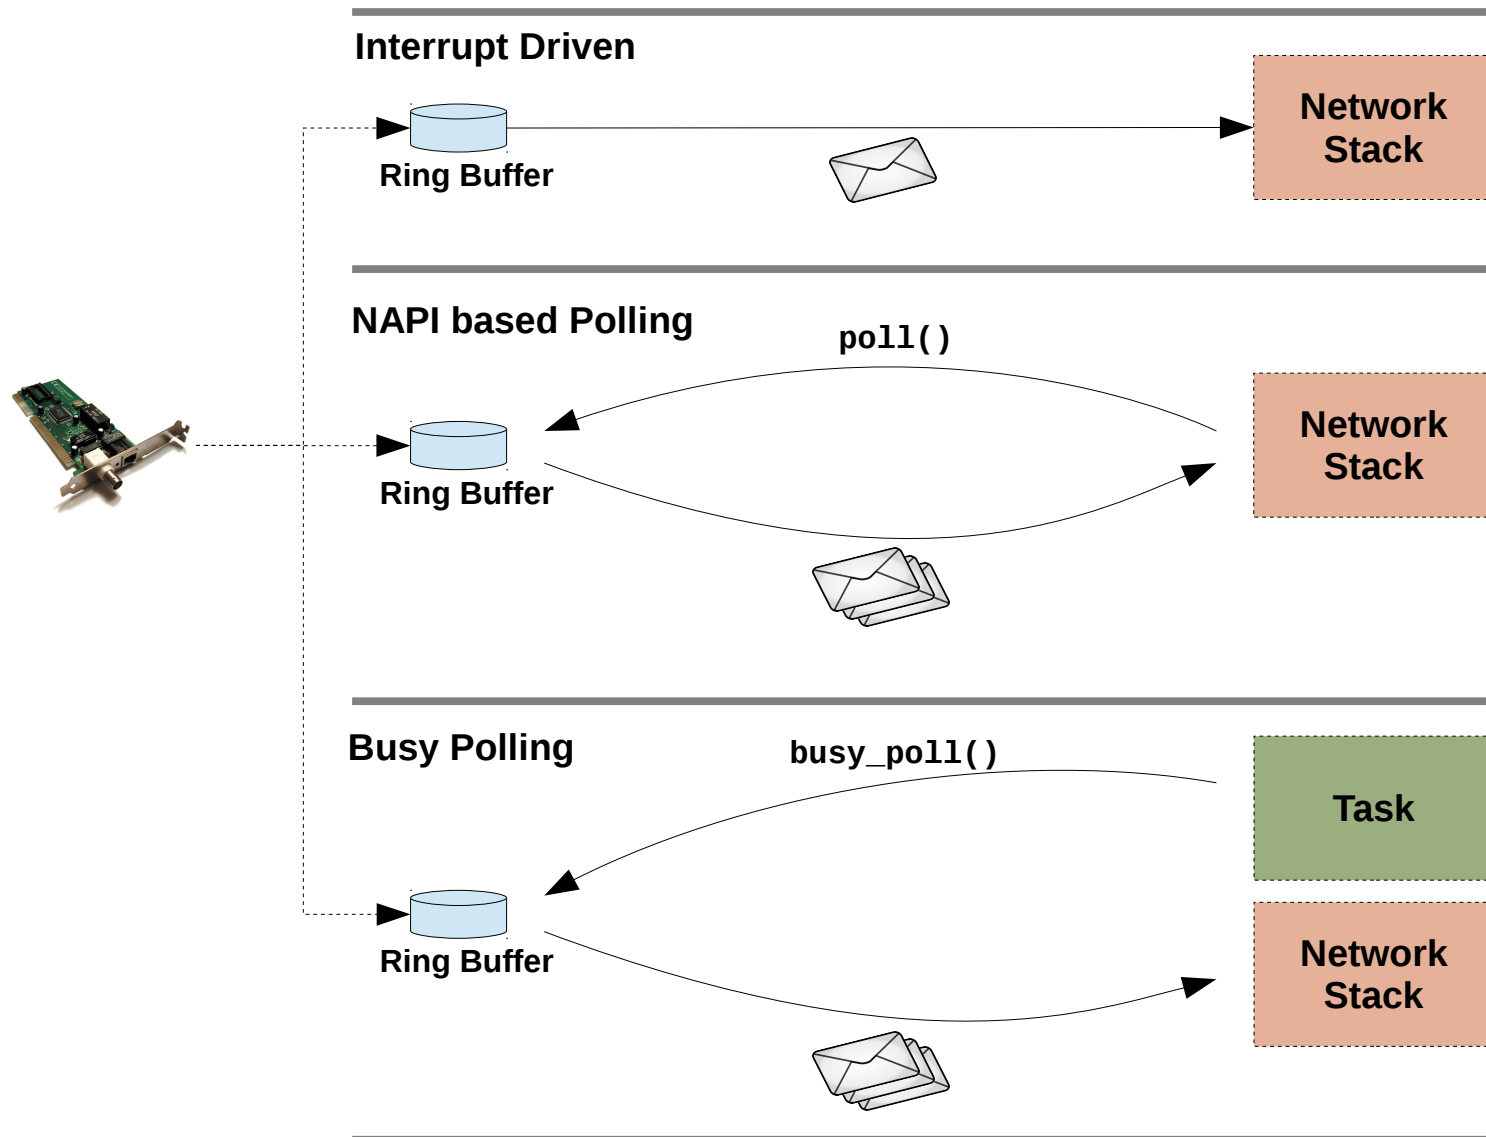 Interrupt Driven
Network
Stack
Ring Buffer
NAPI based Polling
poll()
Network
Stack
Ring Buffer
Busy Polling
busy_poll()
Task
Ring Buffer
Network
Stack